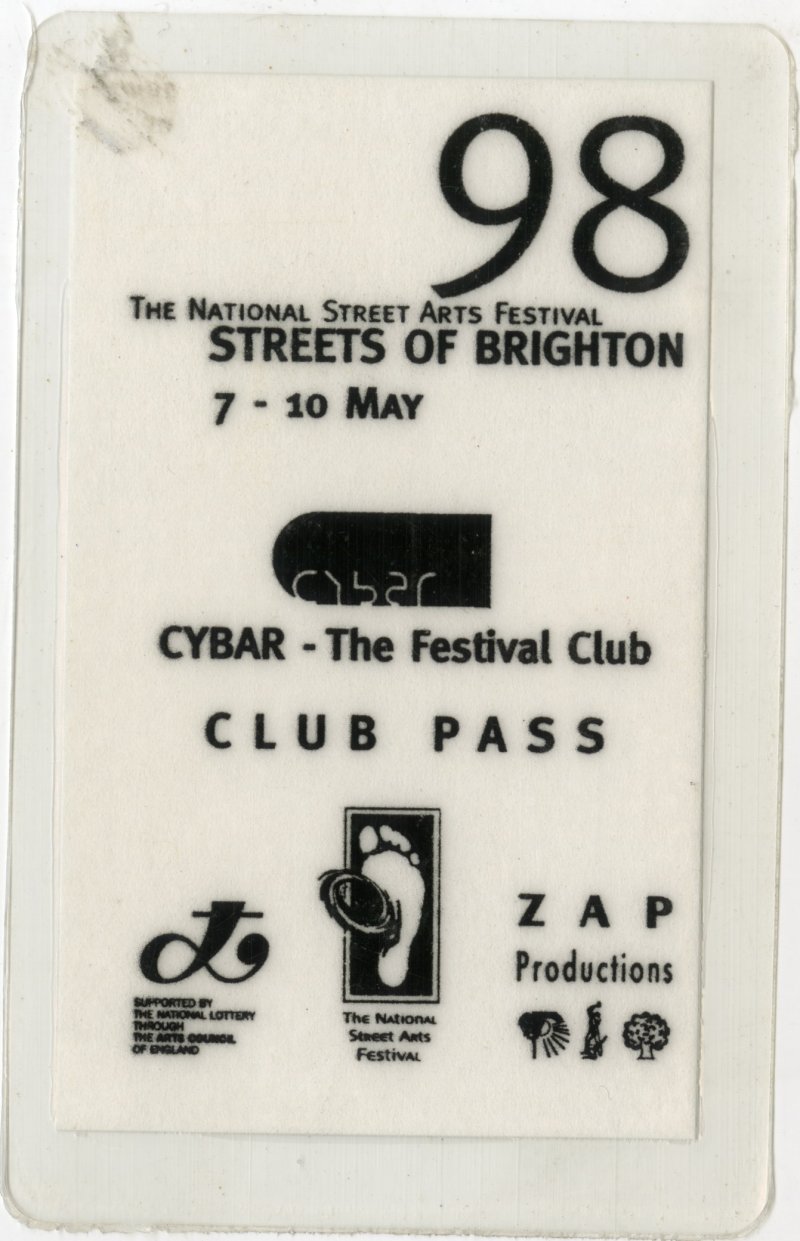 98
THE NATIONAL STREET ARTS FESTIVAL
STREETS OF BRIGHTON
7 - 10 MAY
cybar
CYBAR - The Festival Club
CLUB PASS
SUPPORTED BY
THE NATIONAL LOTTERY
THROUGH
THE ARTS COUNCIL
OF ENGLAND
THE NATIONAL
STREET ARTS
FESTIVAL
ZAP
Productions